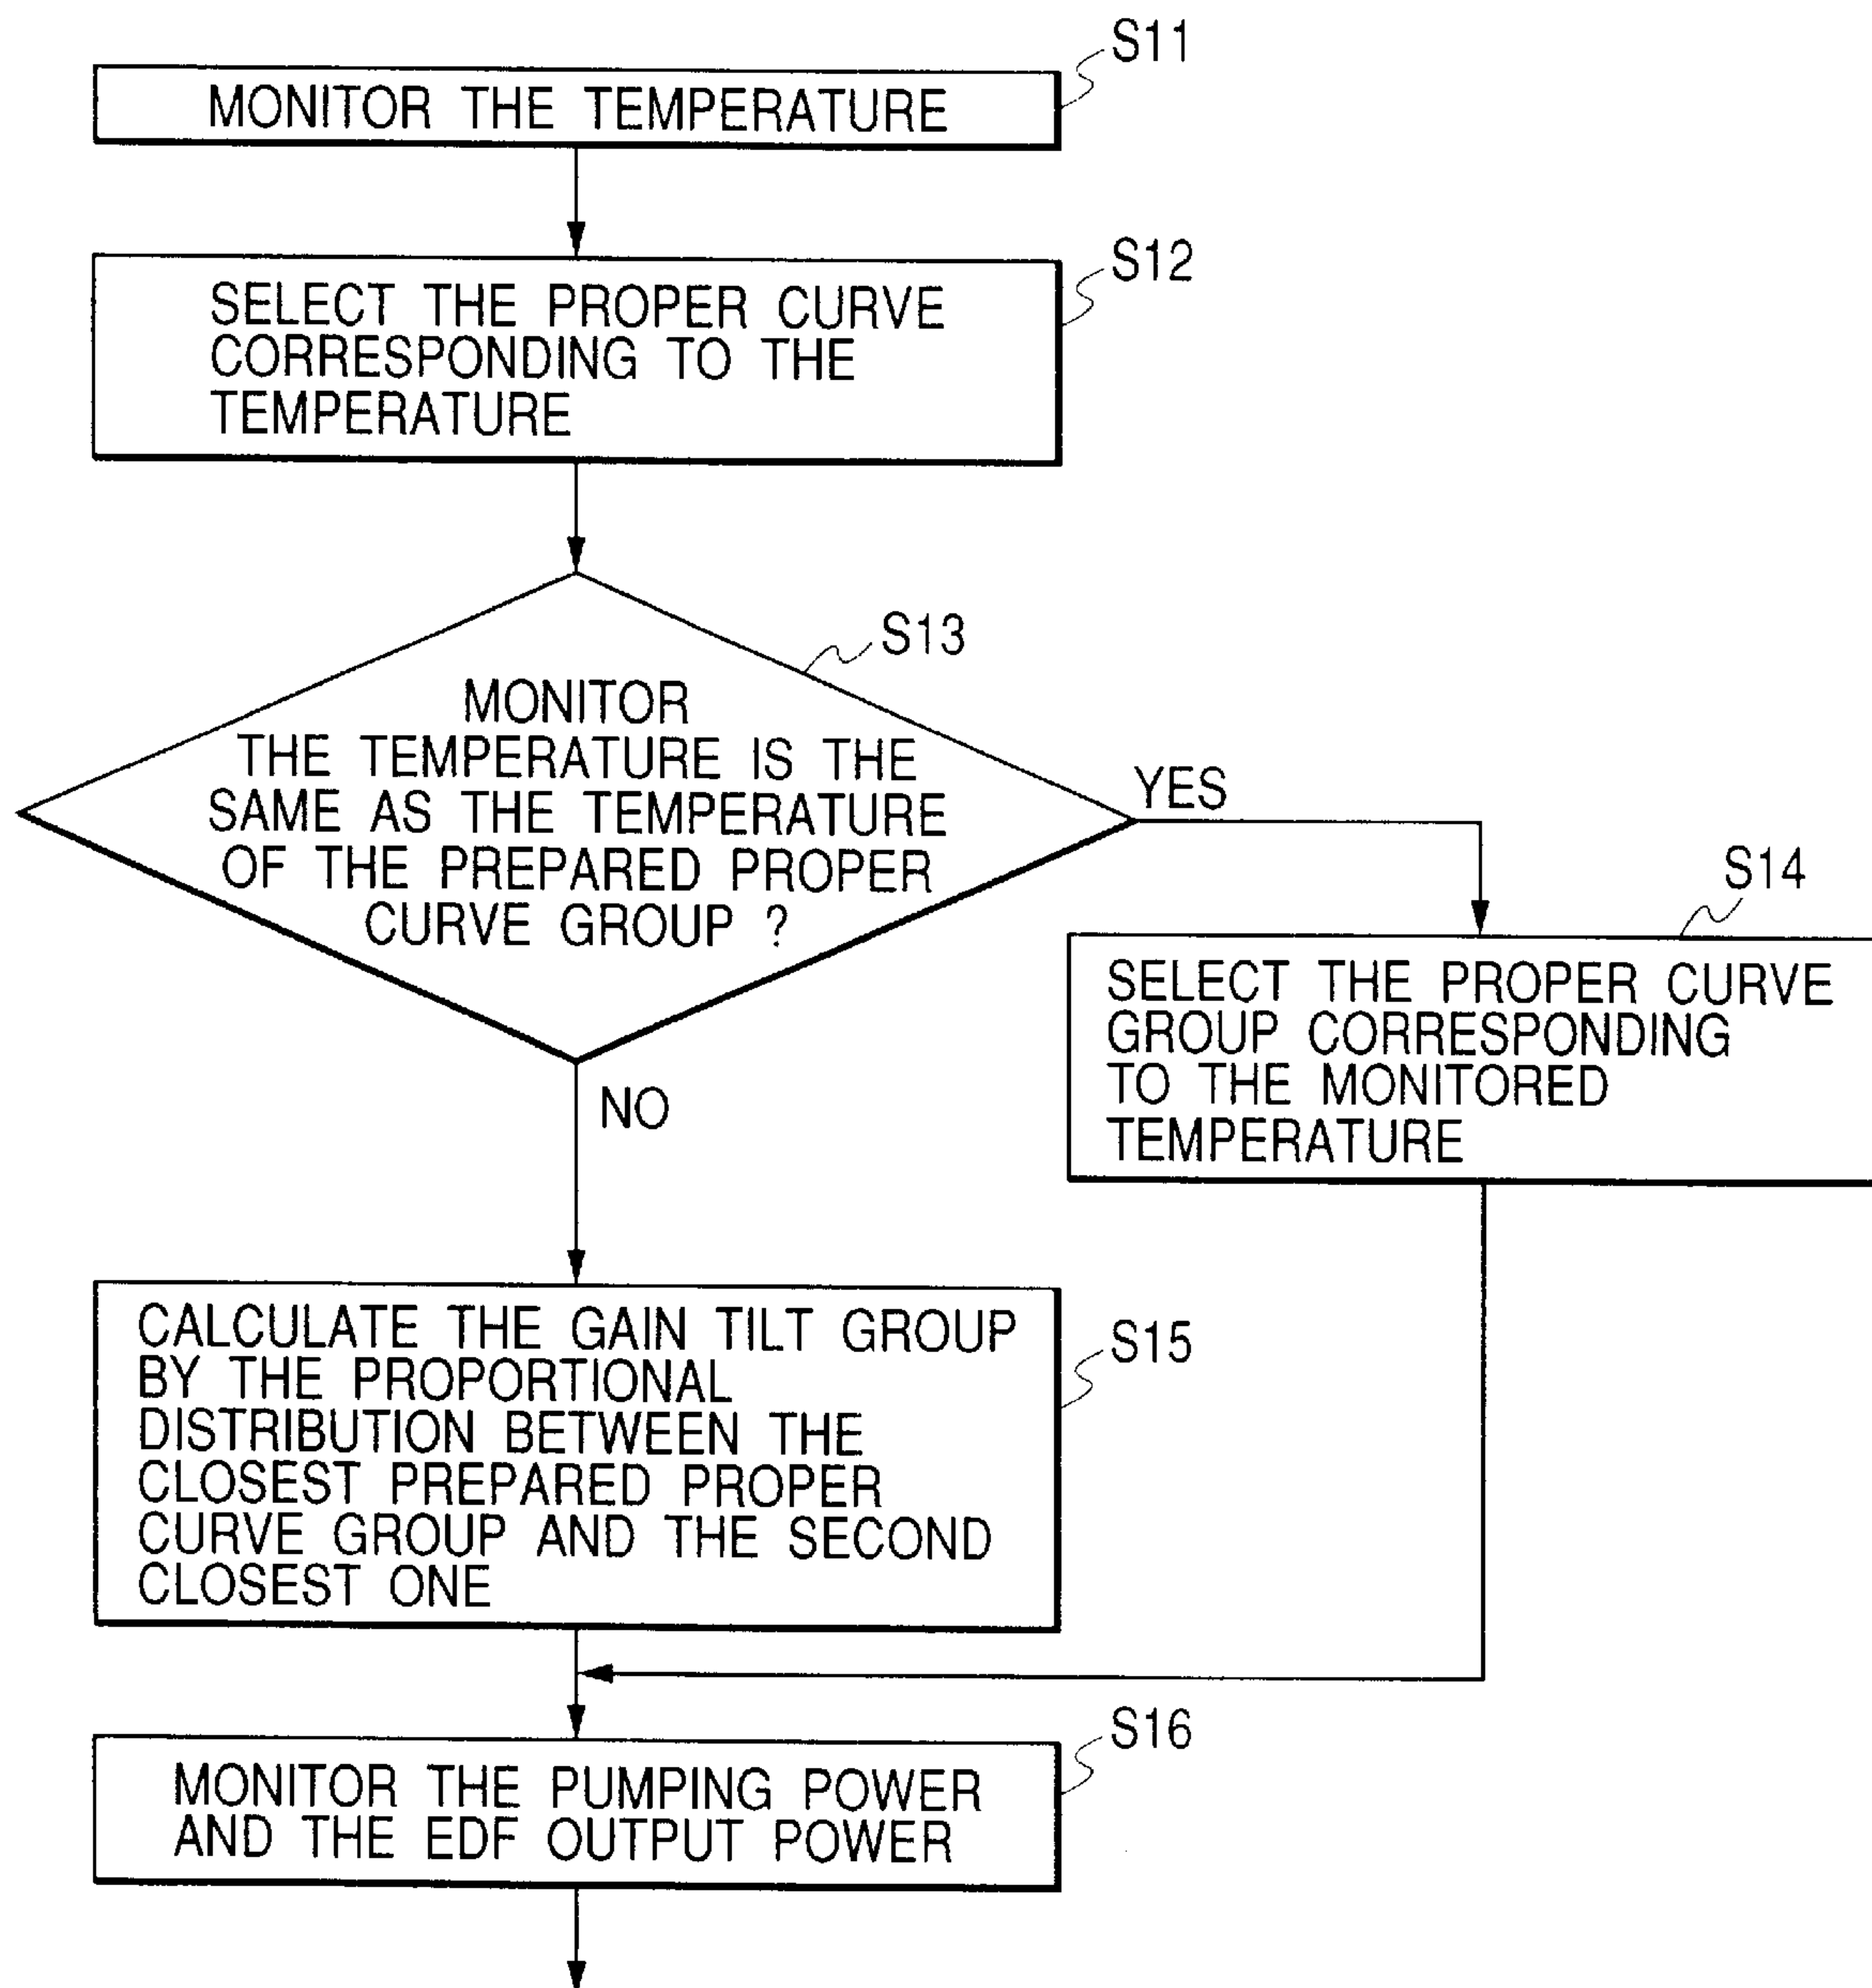 S11
MONITOR THE TEMPERATURE
S12
SELECT THE PROPER CURVE
CORRESPONDING TO THE
TEMPERATURE
S13
MONITOR
THE TEMPERATURE IS THE
SAME AS THE TEMPERATURE
OF THE PREPARED PROPER
CURVE GROUP ?
YES
S14
SELECT THE PROPER CURVE
GROUP CORRESPONDING
TO THE MONITORED
TEMPERATURE
NO
S15
CALCULATE THE GAIN TILT GROUP
BY THE PROPORTIONAL
DISTRIBUTION BETWEEN THE
CLOSEST PREPARED PROPER
CURVE GROUP AND THE SECOND
CLOSEST ONE
S16
MONITOR THE PUMPING POWER
AND THE EDF OUTPUT POWER